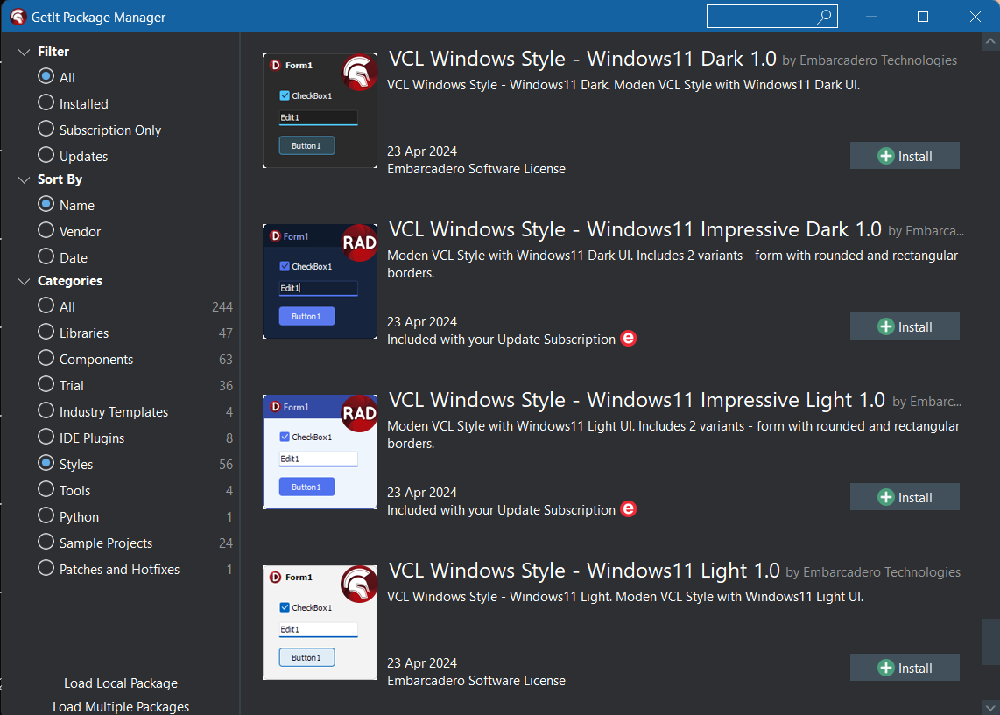 GetIt Package Manager
Filter
All
Installed
Subscription Only
Updates
Sort By
Name
Vendor
Date
Categories
All 244
Libraries 47
Components 63
Trial 36
Industry Templates 4
IDE Plugins 8
Styles 56
Tools 4
Python 1
Sample Projects 24
Patches and Hotfixes 1
Load Local Package
Load Multiple Packages
D Form1
CheckBox1
Edit1
Button1
VCL Windows Style - Windows11 Dark 1.0 by Embarcadero Technologies
VCL Windows Style - Windows11 Dark. Moden VCL Style with Windows11 Dark UI.
23 Apr 2024
Embarcadero Software License
Install
D Form1
RAD
CheckBox1
Edit1
Button1
VCL Windows Style - Windows11 Impressive Dark 1.0 by Embarca...
Moden VCL Style with Windows11 Dark UI. Includes 2 variants - form with rounded and rectangular
borders.
23 Apr 2024
Included with your Update Subscription e
Install
D Form1
RAD
CheckBox1
Edit1
Button1
VCL Windows Style - Windows11 Impressive Light 1.0 by Embarc...
Moden VCL Style with Windows11 Light UI. Includes 2 variants - form with rounded and rectangular
borders.
23 Apr 2024
Included with your Update Subscription e
Install
D Form1
CheckBox1
Edit1
Button1
VCL Windows Style - Windows11 Light 1.0 by Embarcadero Technologies
VCL Windows Style - Windows11 Light. Moden VCL Style with Windows11 Light UI.
23 Apr 2024
Embarcadero Software License
Install